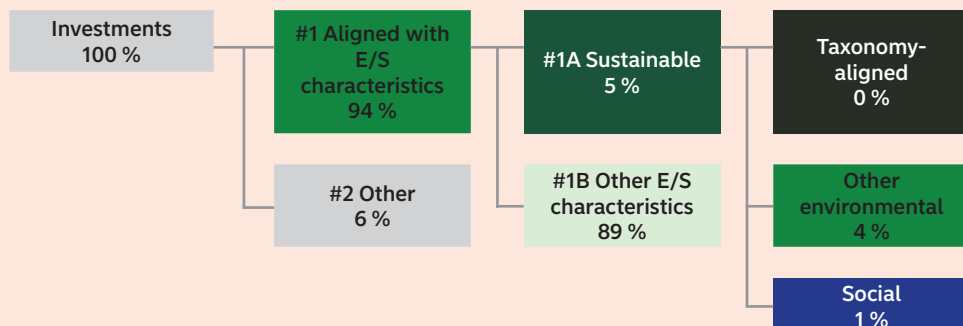 Investments
100 %
#1 Aligned with
E/S
characteristics
94 %
#1A Sustainable
5 %
Taxonomy-
aligned
0 %
#2 Other
6 %
#1B Other E/S
characteristics
89 %
Other
environmental
4 %
Social
1 %